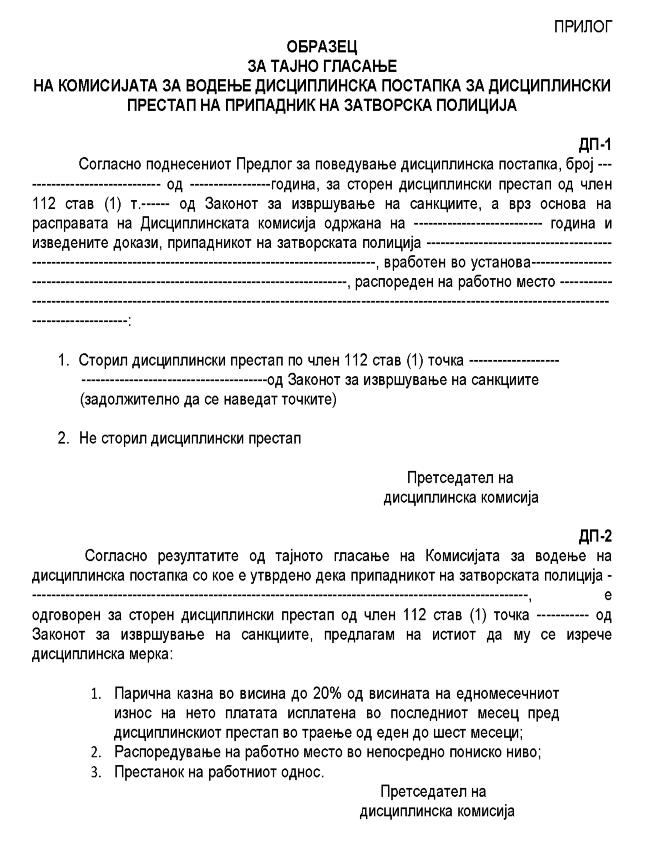 ПРИЛОГ
ОБРАЗЕЦ
ЗА ТАЈНО ГЛАСАЊЕ
НА КОМИСИЈАТА ЗА ВОДЕЊЕ ДИСЦИПЛИНСКА ПОСТАПКА ЗА ДИСЦИПЛИНСКИ
ПРЕСТАП НА ПРИПАДНИК НА ЗАТВОРСКА ПОЛИЦИЈА
ДП-1
Согласно поднесениот Предлог за поведување дисциплинска постапка, број ---
--------------------------- од -----------------година, за сторен дисциплински престап од член
112 став (1) т.------ од Законот за извршување на санкциите, а врз основа на
расправата на Дисциплинската комисија одржана на --------------------------- година и
изведените докази, припадникот на затворската полиција ---------------------------------------
------------------------------------------------------------------------, вработен во установа-----------------
------------------------------------------------------------------, распореден на работно место -----------
--------------------------------------------------------------------------------------------------------------------------
--------------------:
1. Сторил дисциплински престап по член 112 став (1) точка -------------------
---------------------------------------од Законот за извршување на санкциите
(задолжително да се наведат точките)
2. Не сторил дисциплински престап
Претседател на
дисциплинска комисија
ДП-2
Согласно резултатите од тајното гласање на Комисијата за водење на
дисциплинска постапка со кое е утврдено дека припадникот на затворската полиција -
--------------------------------------------------------------------------------------------------------, е
одговорен за сторен дисциплински престап од член 112 став (1) точка ----------- од
Законот за извршување на санкциите, предлагам на истиот да му се изрече
дисциплинска мерка:
1. Парична казна во висина до 20% од висината на едномесечниот
износ на нето платата исплатена во последниот месец пред
дисциплинскиот престап во траење од еден до шест месеци;
2. Распоредување на работно место во непосредно пониско ниво;
3. Престанок на работниот однос.
Претседател на
дисциплинска комисија